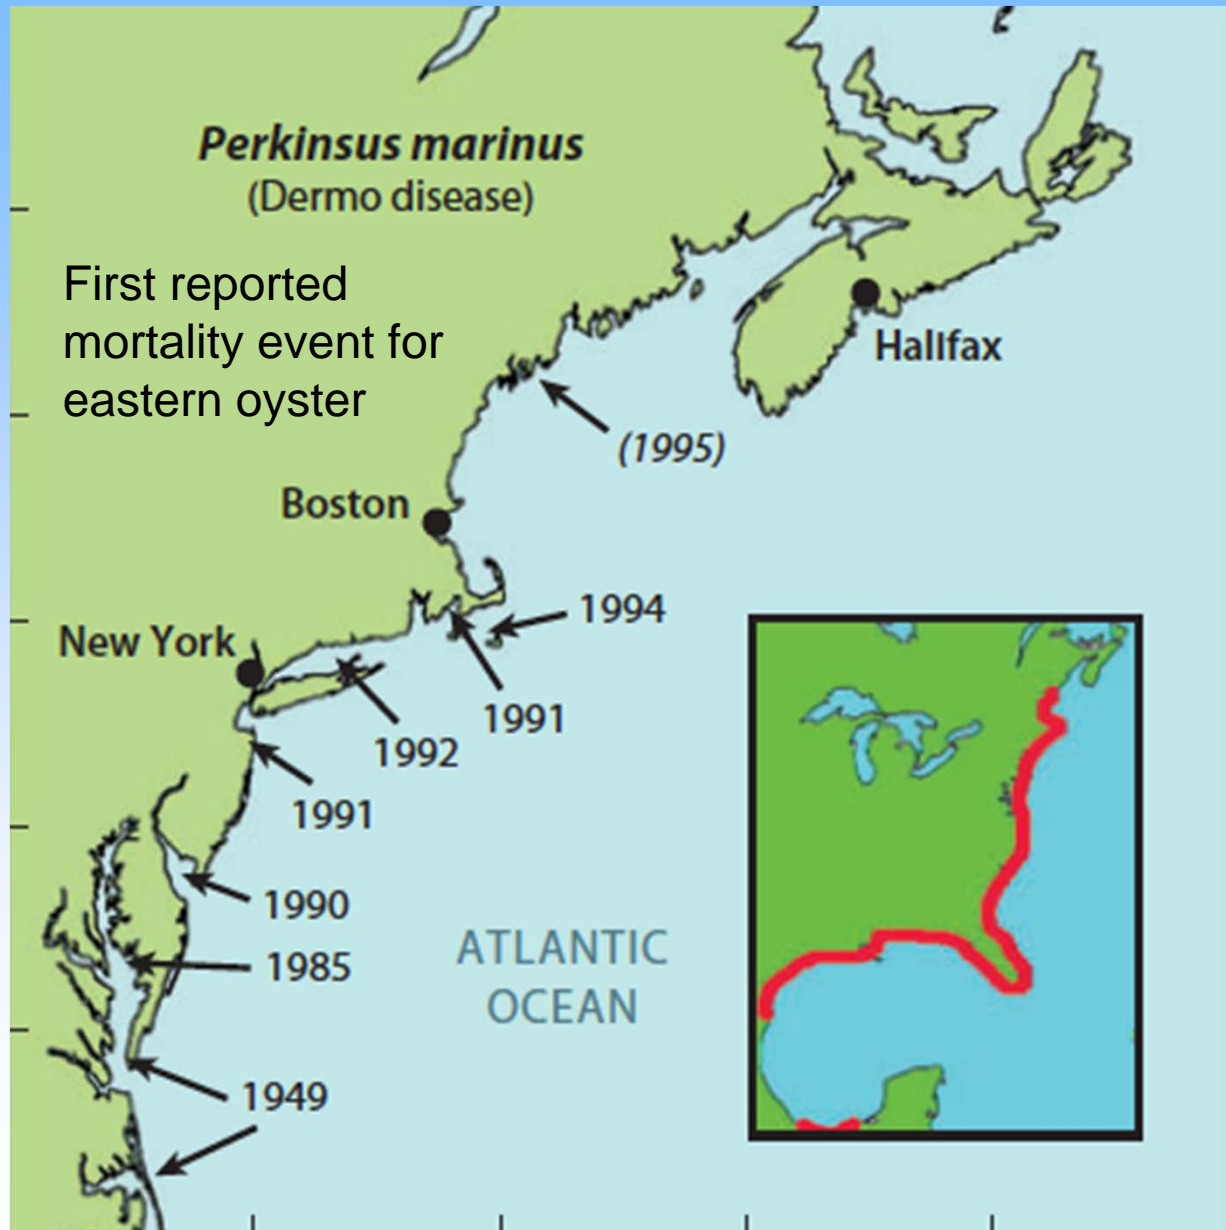 Perkinsus marinus
(Dermo disease)
First reported
mortality event for
eastern oyster
Halifax
(1995)
Boston
1994
New York
1991
1992
1991
1990
ATLANTIC
1985
OCEAN
1949